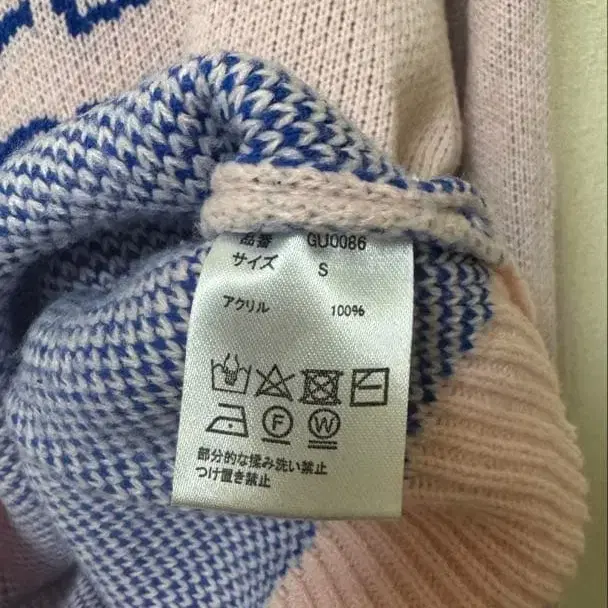 品番 GU0086
サイズ S
アクリル 100%
F W
部分的な揉み洗い禁止
つけ置き禁止